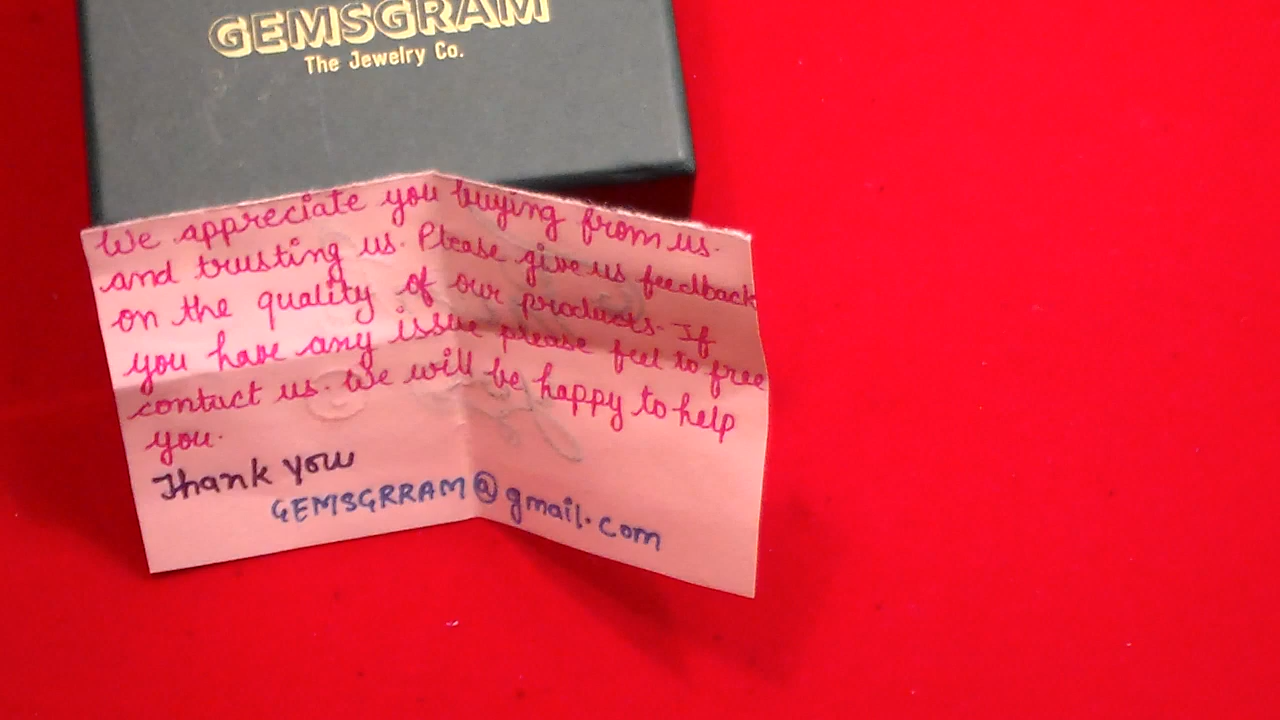 GEMSGRAM
The Jewelry Co.
We appreciate you buying from us.
and trusting us. Please give us feedback
on the quality of our products. If
you have any issue please feel to free
contact us. We will be happy to help
you.
Thank you
GEMSGRRAM@gmail.com